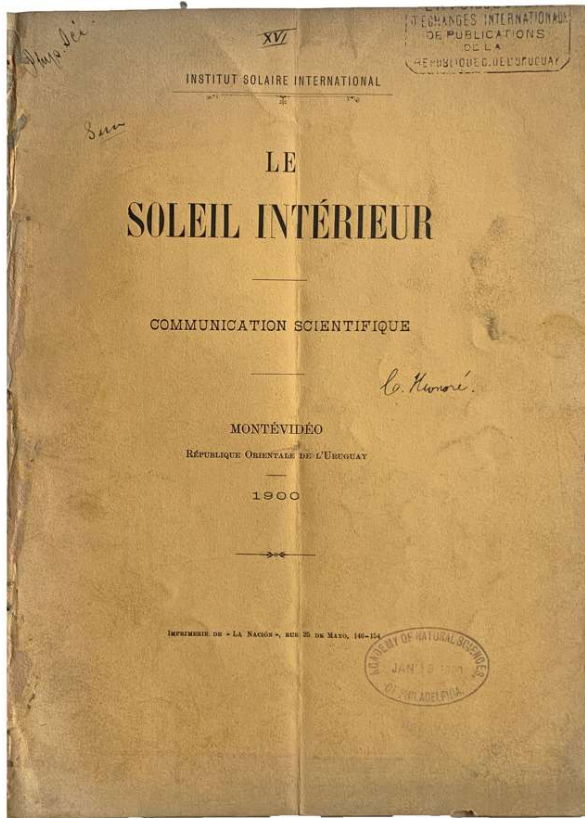 XVI
D'ÉCHANGES INTERNATIONAUX
DE PUBLICATIONS
DE LA
RÉPUBLIQUE O. DE L'URUGUAY
INSTITUT SOLAIRE INTERNATIONAL
LE
SOLEIL INTÉRIEUR
COMMUNICATION SCIENTIFIQUE
C. Honoré.
MONTÉVIDÉO
RÉPUBLIQUE ORIENTALE DE L'URUGUAY
1900
IMPRIMERIE DE « LA NACIÓN », RUE 25 DE MAYO, 146-154
ACADEMY OF NATURAL SCIENCES
JAN
OF PHILADELPHIA.